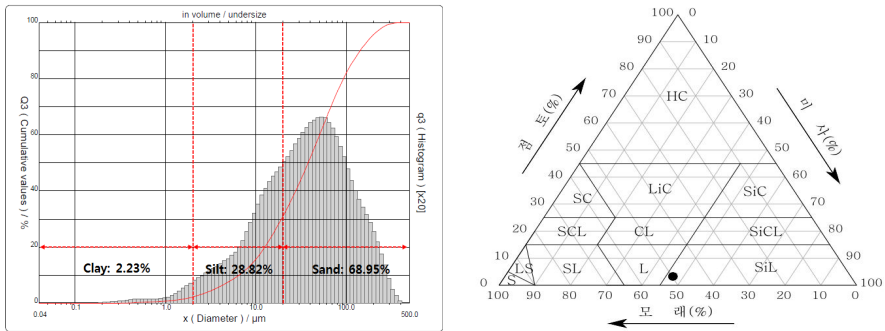 in volume / undersize
Q3 ( Cumulative values ) / %
100
80
60
40
20
0
Clay: 2.23%
Silt: 28.82%
Sand: 68.95%
q3 ( Histogram ) [x20]
0.04
0.1
1.0
10.0
100.0
500.0
x ( Diameter ) / µm
100 0
90 10
80 20
70 30
60 40
50 50
40 60
30 70
20 80
10 90
0 100
점 토(%)
미 사(%)
HC
SC
LiC
SiC
SCL
CL
SiCL
LS
S
SL
L
SiL
100 90 80 70 60 50 40 30 20 10 0
모 래(%)